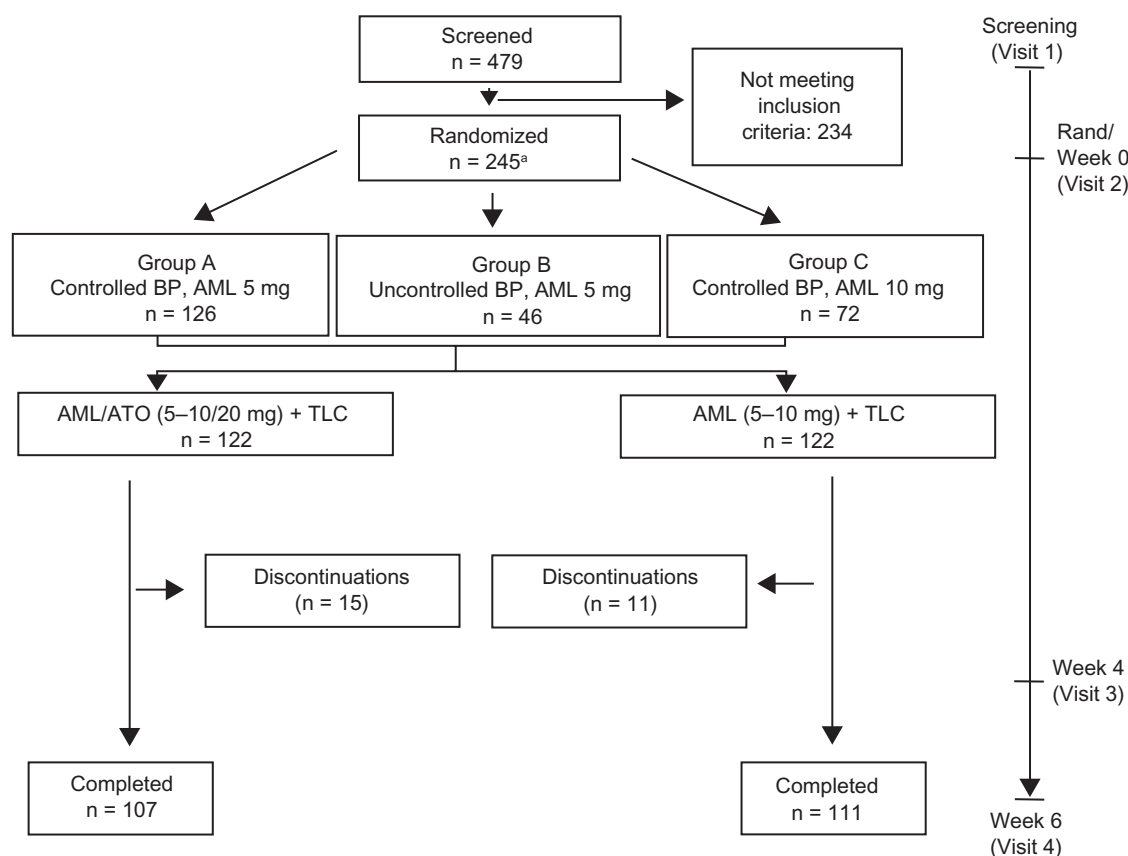 Screened
n = 479
Not meeting
inclusion
criteria: 234
Randomized
n = 245ᵃ
Group A
Controlled BP, AML 5 mg
n = 126
Group B
Uncontrolled BP, AML 5 mg
n = 46
Group C
Controlled BP, AML 10 mg
n = 72
AML/ATO (5–10/20 mg) + TLC
n = 122
AML (5–10 mg) + TLC
n = 122
Discontinuations
(n = 15)
Discontinuations
(n = 11)
Completed
n = 107
Completed
n = 111
Screening
(Visit 1)
Rand/
Week 0
(Visit 2)
Week 4
(Visit 3)
Week 6
(Visit 4)